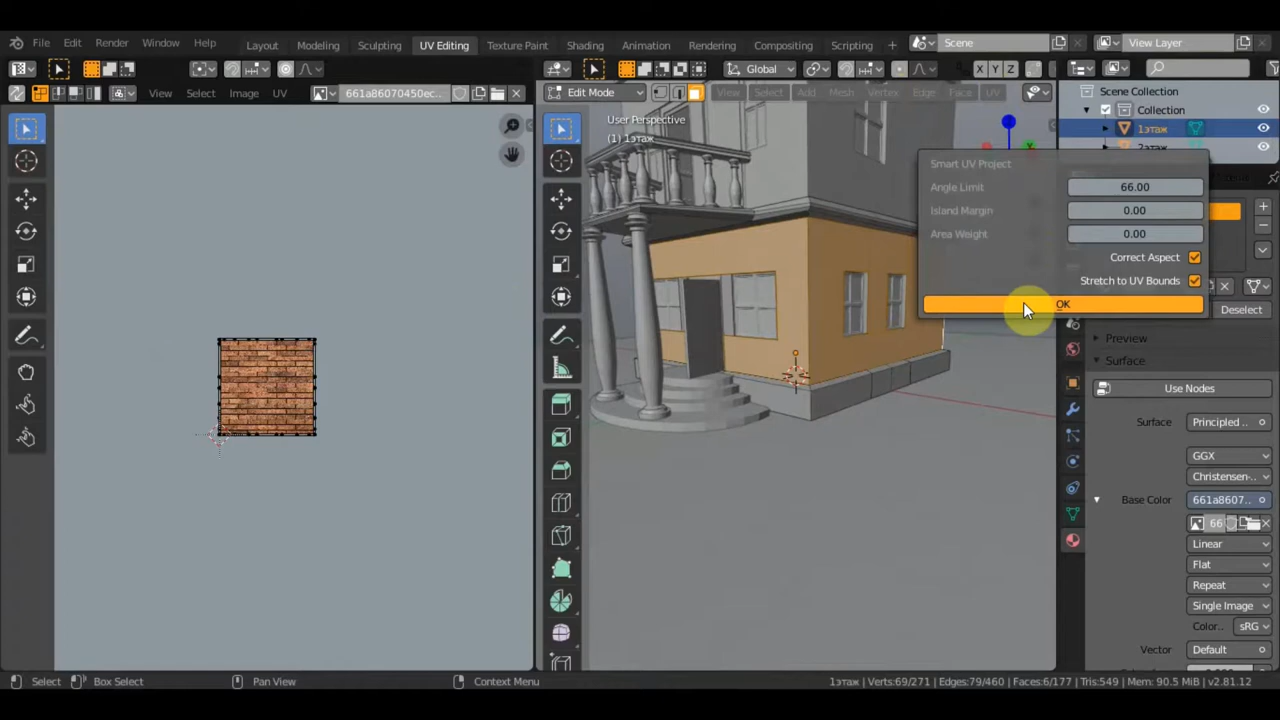 File Edit Render Window Help
Layout Modeling Sculpting UV Editing Texture Paint Shading Animation Rendering Compositing Scripting +
Scene
View Layer
Global
X Y Z
View Select Image UV
661a86070450ec...
Edit Mode
View Select Add Mesh Vertex Edge Face UV
Scene Collection
Collection
1этаж
2этаж
User Perspective
(1) 1этаж
Smart UV Project
Angle Limit 66.00
Island Margin 0.00
Area Weight 0.00
Correct Aspect
Stretch to UV Bounds
OK
Deselect
Preview
Surface
Use Nodes
Surface Principled ..
GGX
Christensen-..
Base Color 661a8607..
66
Linear
Flat
Repeat
Single Image
Color.. sRG
Vector Default
Select Box Select Pan View Context Menu
1этаж | Verts:69/271 | Edges:79/460 | Faces:6/177 | Tris:549 | Mem: 90.5 MiB | v2.81.12